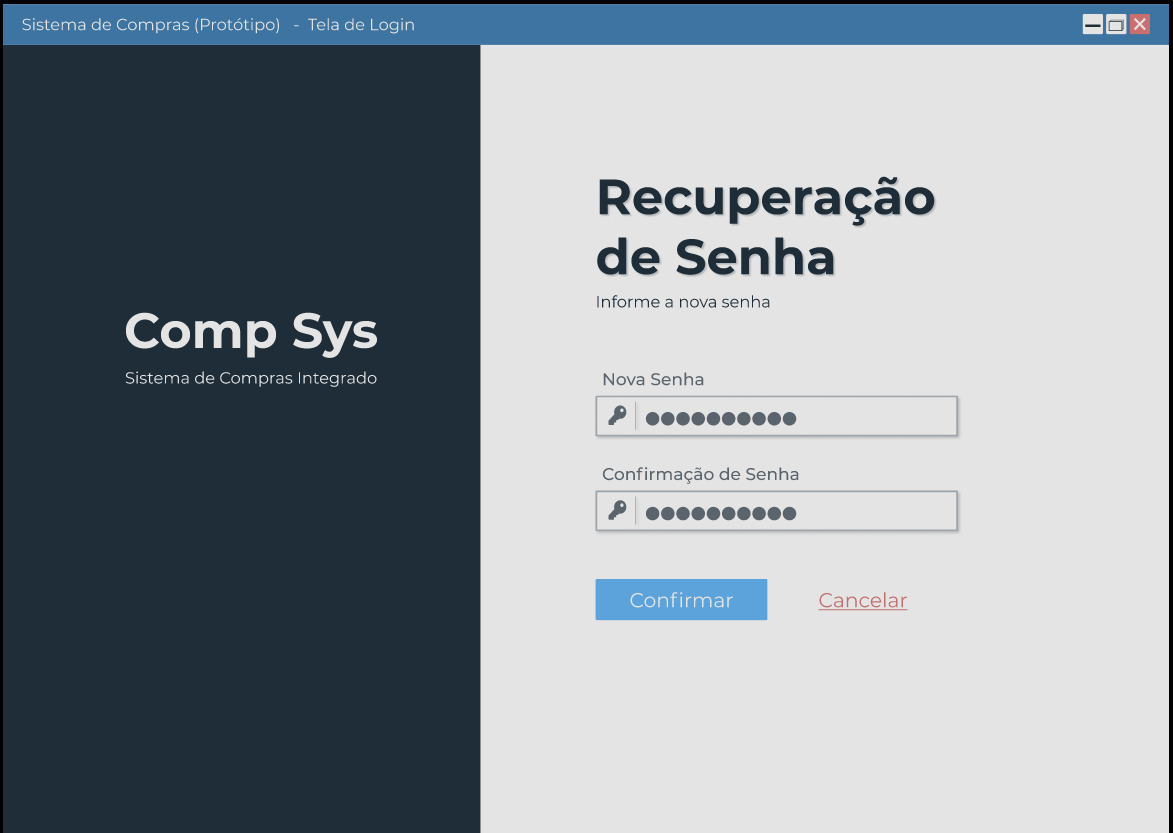 Sistema de Compras (Protótipo) - Tela de Login
Comp Sys
Sistema de Compras Integrado
Recuperação
de Senha
Informe a nova senha
Nova Senha
●●●●●●●●●●
Confirmação de Senha
●●●●●●●●●●
Confirmar
Cancelar